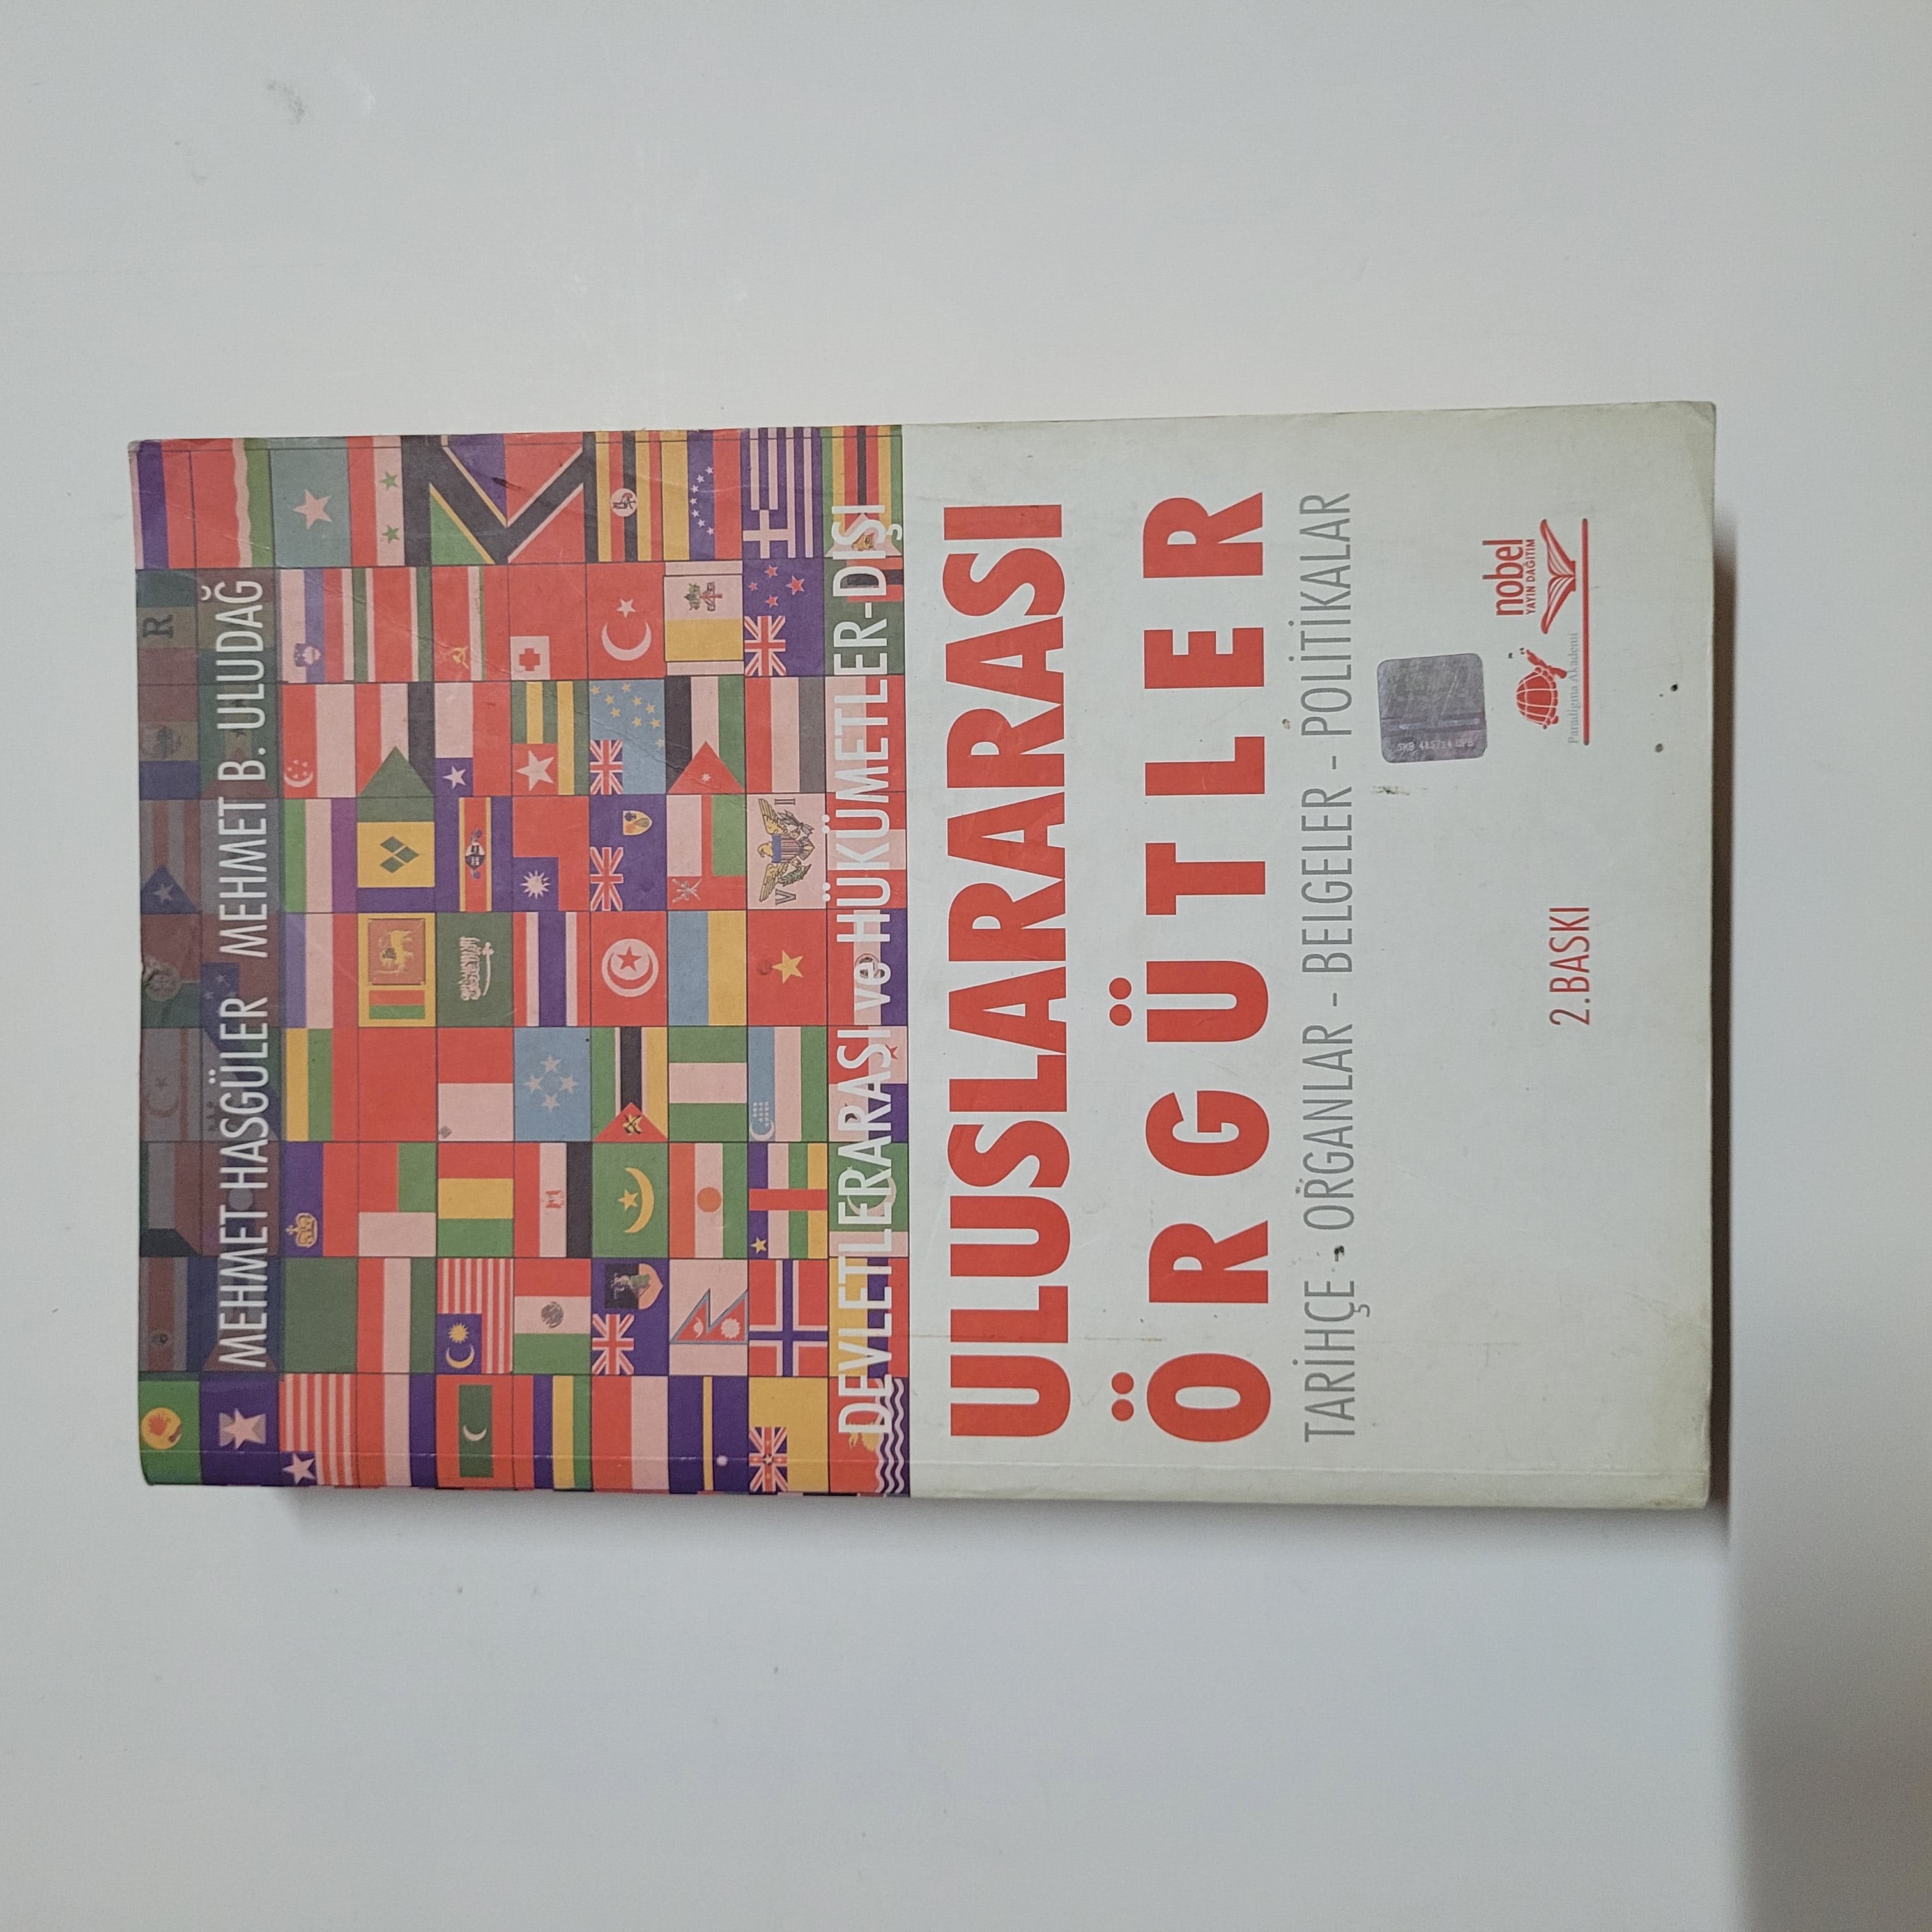 MEHMET HASGÜLER MEHMET B. ULUDAĞ
DEVLETLERARASI ve HÜKÜMETLER-DIŞI
ULUSLARARASI
ÖRGÜTLER
TARİHÇE - ORGANLAR - BELGELER - POLİTİKALAR
2.BASKI
Paradigma Akademi
nobel
YAYIN DAĞITIM